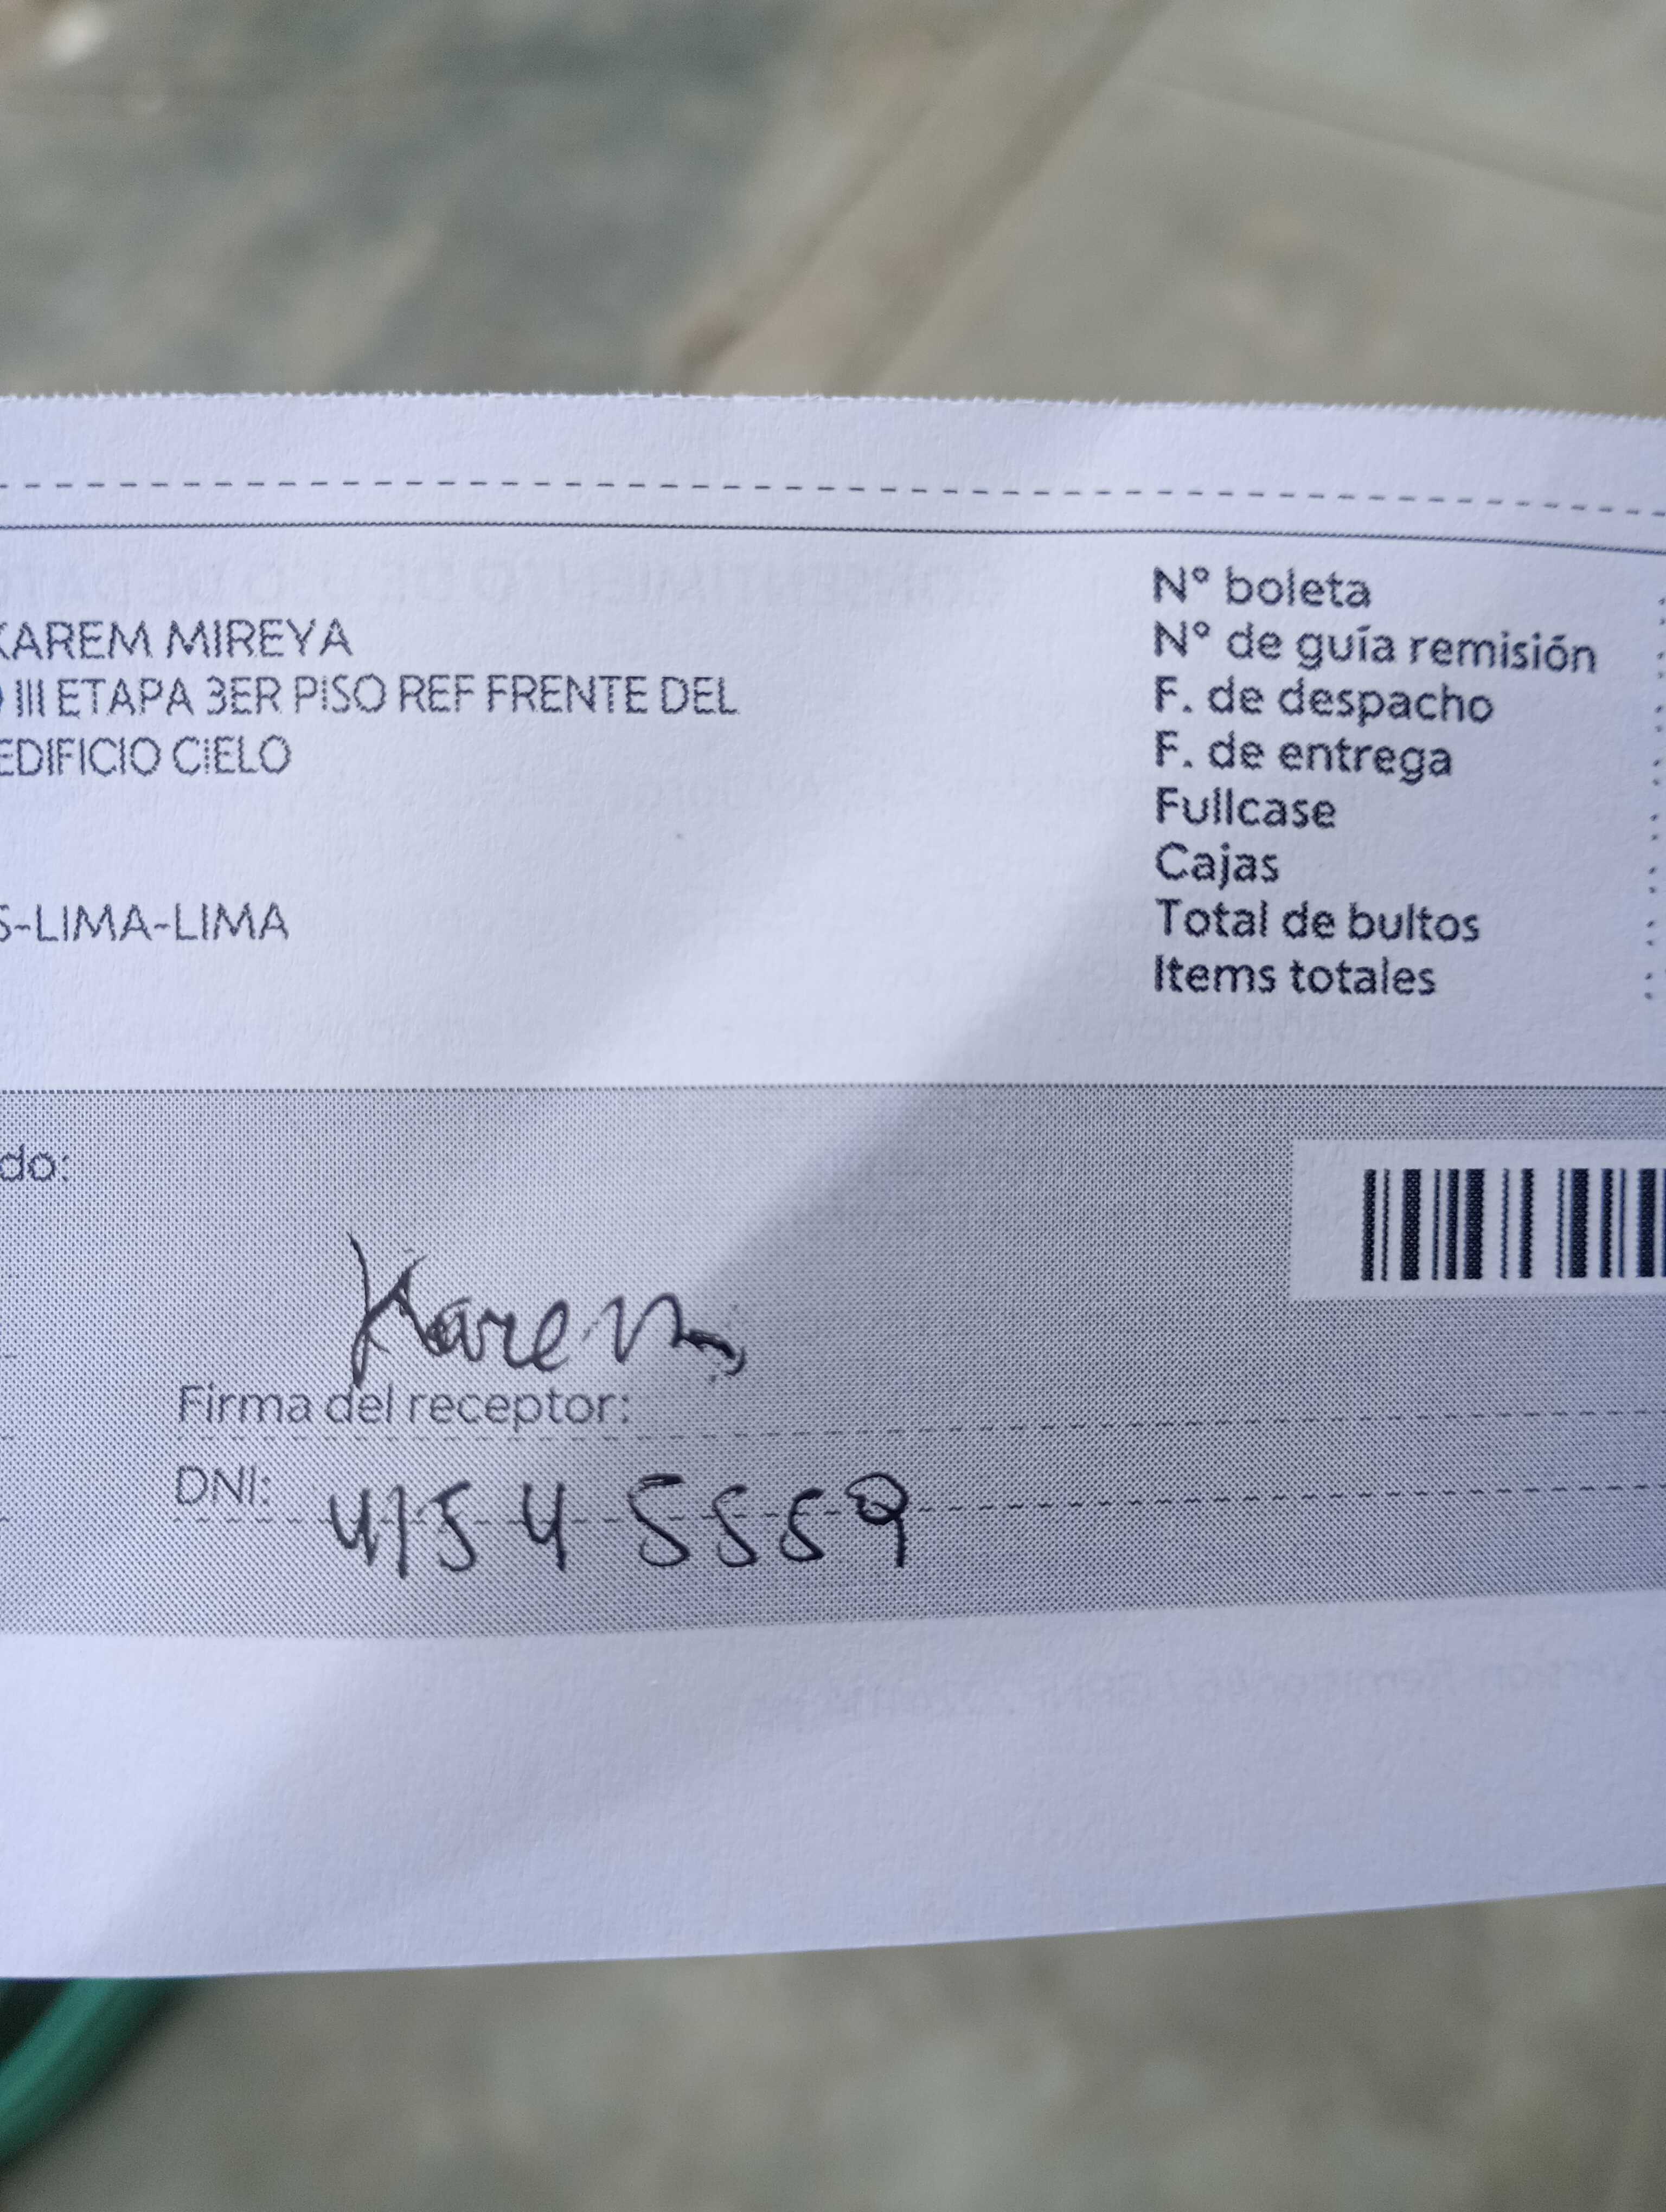 KAREM MIREYA
III ETAPA 3ER PISO REF FRENTE DEL
EDIFICIO CIELO
S-LIMA-LIMA
N° boleta :
N° de guía remisión :
F. de despacho :
F. de entrega :
Fullcase :
Cajas :
Total de bultos :
Items totales :
do:
Karem
Firma del receptor:
DNI: 41545559